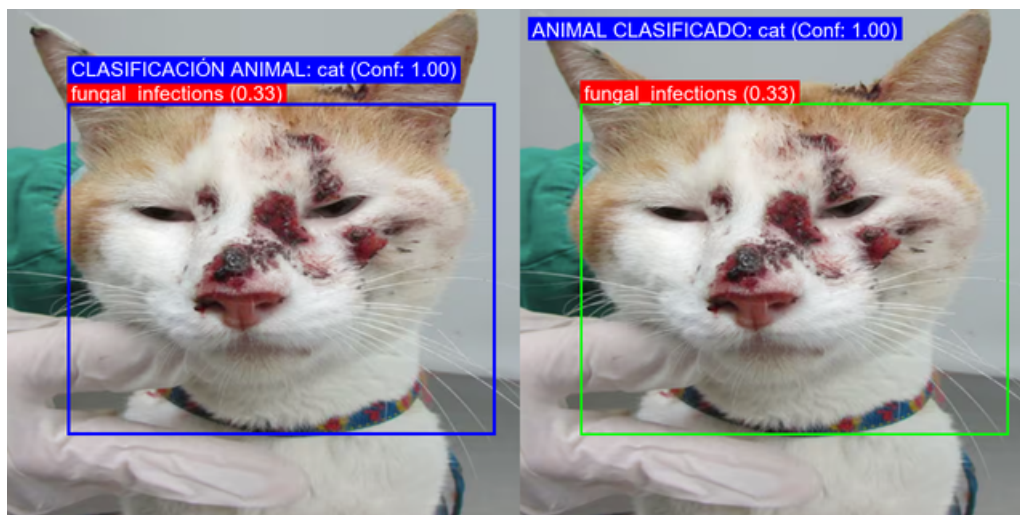 CLASIFICACIÓN ANIMAL: cat (Conf: 1.00)
fungal_infections (0.33)
ANIMAL CLASIFICADO: cat (Conf: 1.00)
fungal_infections (0.33)